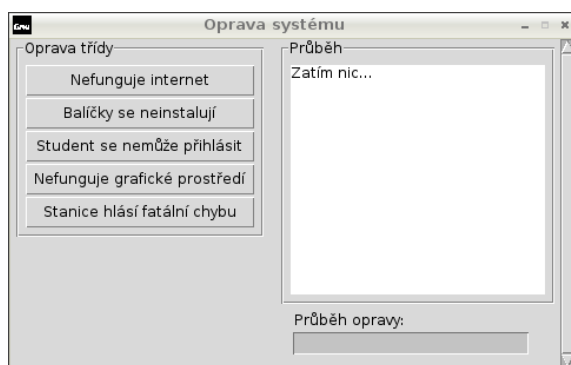 Gnu
Oprava systému
Oprava třídy
Nefunguje internet
Balíčky se neinstalují
Student se nemůže přihlásit
Nefunguje grafické prostředí
Stanice hlásí fatální chybu
Průběh
Zatím nic...
Průběh opravy: